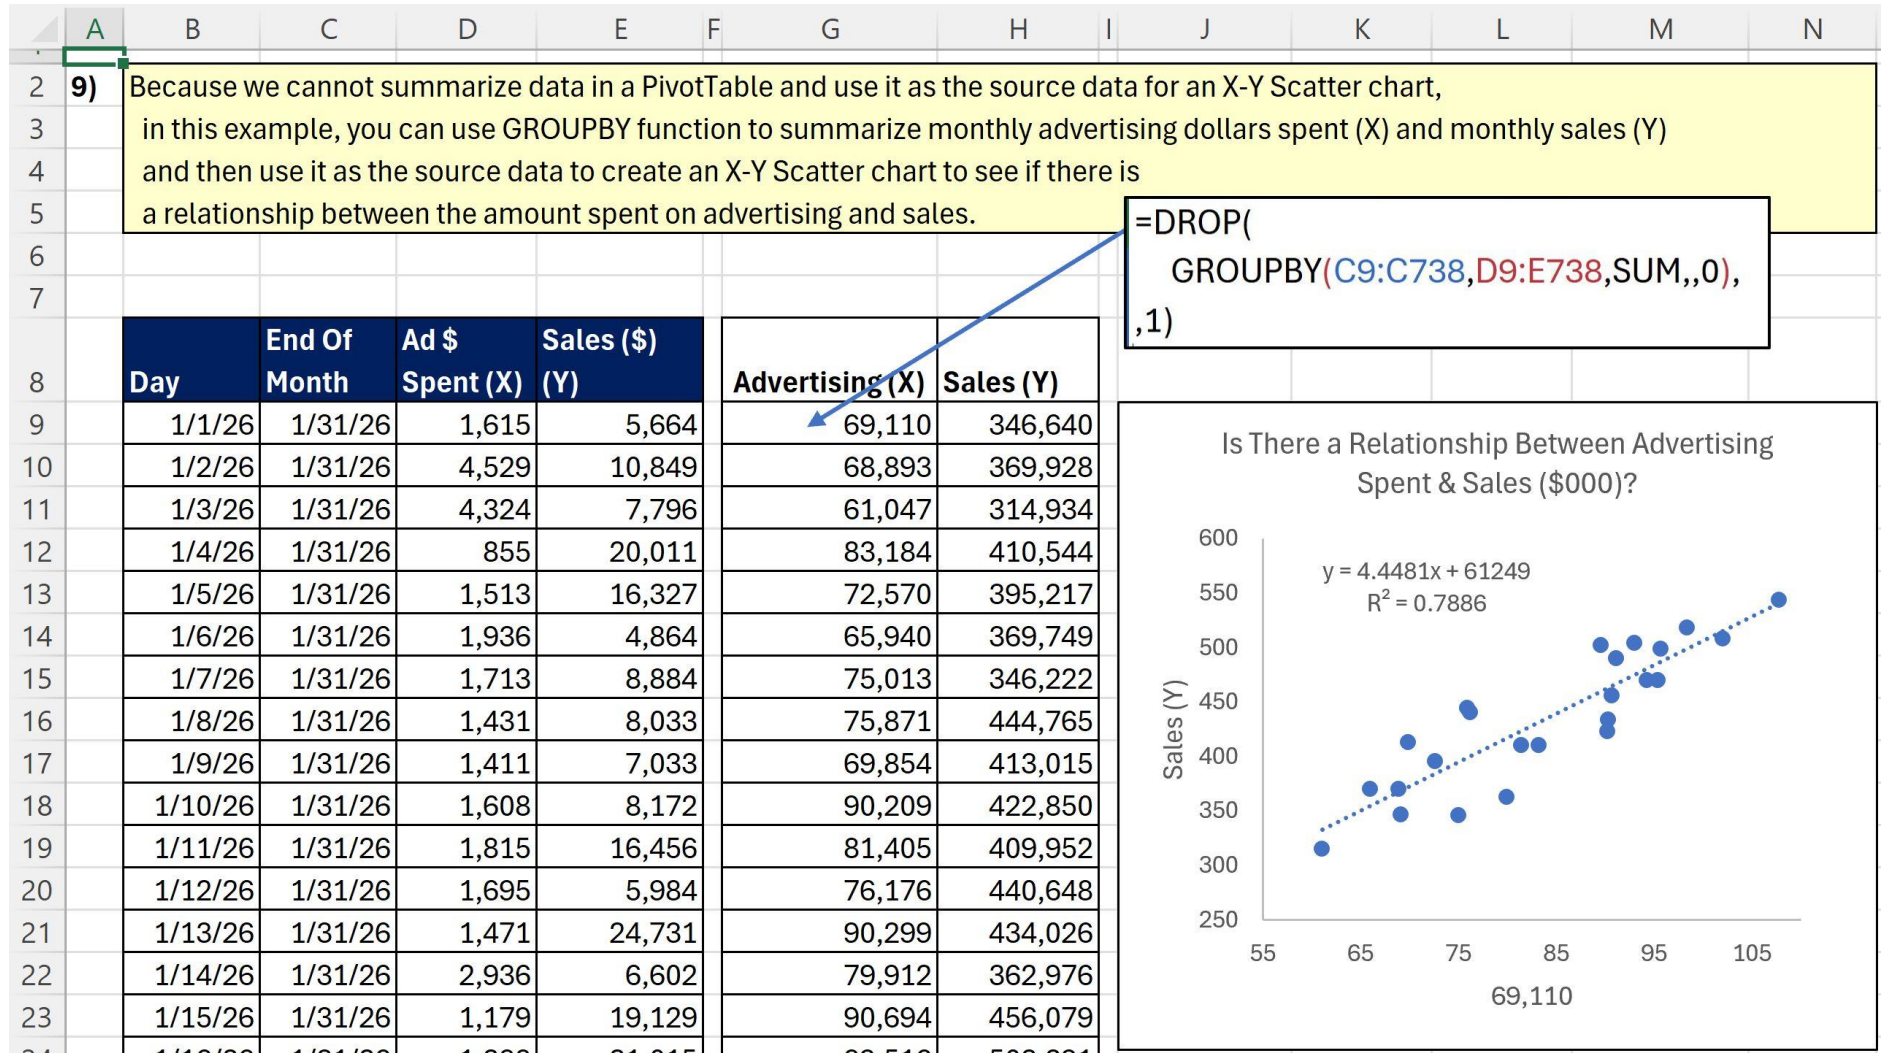 A B C D E F G H I J K L M N
2 9) Because we cannot summarize data in a PivotTable and use it as the source data for an X-Y Scatter chart,
3 in this example, you can use GROUPBY function to summarize monthly advertising dollars spent (X) and monthly sales (Y)
4 and then use it as the source data to create an X-Y Scatter chart to see if there is
5 a relationship between the amount spent on advertising and sales.
=DROP(
GROUPBY(C9:C738,D9:E738,SUM,,0),
,1)
6
7
8 Day End Of Month Ad $ Spent (X) Sales ($) (Y) Advertising (X) Sales (Y)
9 1/1/26 1/31/26 1,615 5,664 69,110 346,640
10 1/2/26 1/31/26 4,529 10,849 68,893 369,928
11 1/3/26 1/31/26 4,324 7,796 61,047 314,934
12 1/4/26 1/31/26 855 20,011 83,184 410,544
13 1/5/26 1/31/26 1,513 16,327 72,570 395,217
14 1/6/26 1/31/26 1,936 4,864 65,940 369,749
15 1/7/26 1/31/26 1,713 8,884 75,013 346,222
16 1/8/26 1/31/26 1,431 8,033 75,871 444,765
17 1/9/26 1/31/26 1,411 7,033 69,854 413,015
18 1/10/26 1/31/26 1,608 8,172 90,209 422,850
19 1/11/26 1/31/26 1,815 16,456 81,405 409,952
20 1/12/26 1/31/26 1,695 5,984 76,176 440,648
21 1/13/26 1/31/26 1,471 24,731 90,299 434,026
22 1/14/26 1/31/26 2,936 6,602 79,912 362,976
23 1/15/26 1/31/26 1,179 19,129 90,694 456,079
Is There a Relationship Between Advertising
Spent & Sales ($000)?
y = 4.4481x + 61249
R² = 0.7886
Sales (Y)
600
550
500
450
400
350
300
250
55 65 75 85 95 105
69,110